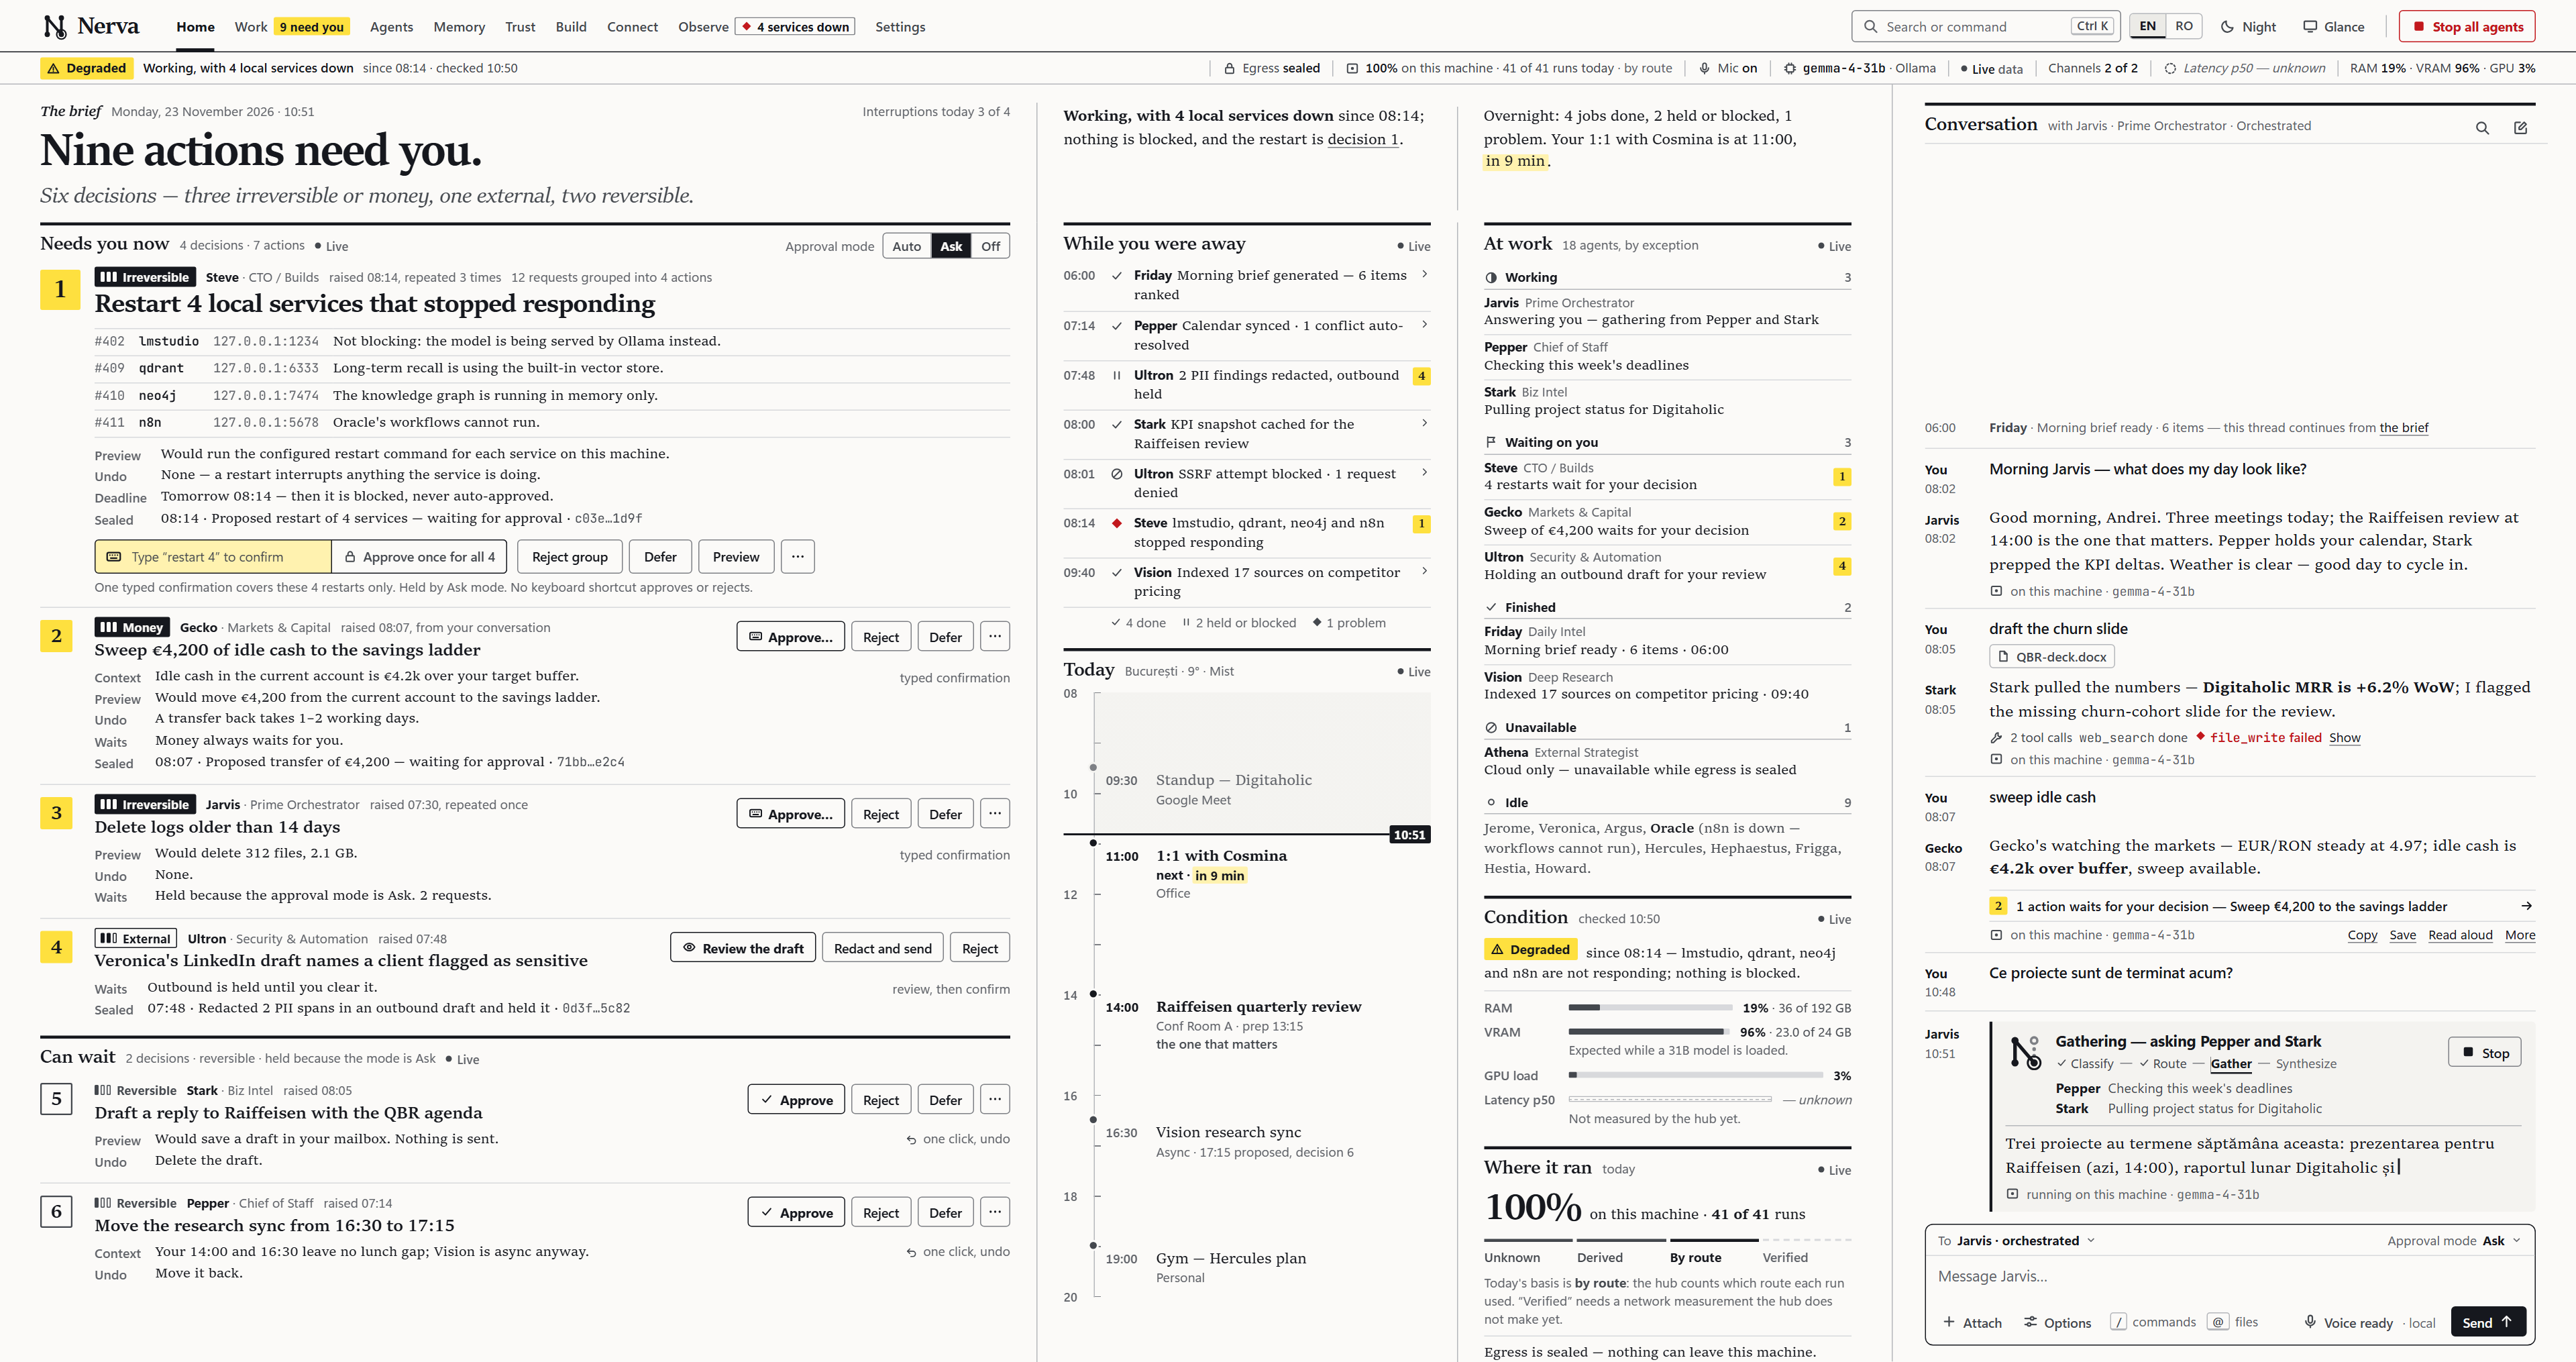 Nerva
Home
Work 9 need you
Agents
Memory
Trust
Build
Connect
Observe 4 services down
Settings
Search or command Ctrl K
EN RO
Night
Glance
Stop all agents
Degraded Working, with 4 local services down since 08:14 · checked 10:50
Egress sealed
100% on this machine · 41 of 41 runs today · by route
Mic on
gemma-4-31b · Ollama
Live data
Channels 2 of 2
Latency p50 — unknown
RAM 19% · VRAM 96% · GPU 3%
The brief Monday, 23 November 2026 · 10:51
Interruptions today 3 of 4
Nine actions need you.
Six decisions — three irreversible or money, one external, two reversible.
Needs you now 4 decisions · 7 actions Live
Approval mode Auto Ask Off
1
Irreversible Steve · CTO / Builds raised 08:14, repeated 3 times 12 requests grouped into 4 actions
Restart 4 local services that stopped responding
#402 lmstudio 127.0.0.1:1234 Not blocking: the model is being served by Ollama instead.
#409 qdrant 127.0.0.1:6333 Long-term recall is using the built-in vector store.
#410 neo4j 127.0.0.1:7474 The knowledge graph is running in memory only.
#411 n8n 127.0.0.1:5678 Oracle's workflows cannot run.
Preview Would run the configured restart command for each service on this machine.
Undo None — a restart interrupts anything the service is doing.
Deadline Tomorrow 08:14 — then it is blocked, never auto-approved.
Sealed 08:14 · Proposed restart of 4 services — waiting for approval · c03e…1d9f
Type “restart 4” to confirm Approve once for all 4 Reject group Defer Preview ···
One typed confirmation covers these 4 restarts only. Held by Ask mode. No keyboard shortcut approves or rejects.
2
Money Gecko · Markets & Capital raised 08:07, from your conversation
Approve... Reject Defer ···
Sweep €4,200 of idle cash to the savings ladder
Context Idle cash in the current account is €4.2k over your target buffer.
typed confirmation
Preview Would move €4,200 from the current account to the savings ladder.
Undo A transfer back takes 1–2 working days.
Waits Money always waits for you.
Sealed 08:07 · Proposed transfer of €4,200 — waiting for approval · 71bb…e2c4
3
Irreversible Jarvis · Prime Orchestrator raised 07:30, repeated once
Approve... Reject Defer ···
Delete logs older than 14 days
Preview Would delete 312 files, 2.1 GB.
typed confirmation
Undo None.
Waits Held because the approval mode is Ask. 2 requests.
4
External Ultron · Security & Automation raised 07:48
Review the draft Redact and send Reject
Veronica's LinkedIn draft names a client flagged as sensitive
Waits Outbound is held until you clear it.
review, then confirm
Sealed 07:48 · Redacted 2 PII spans in an outbound draft and held it · 0d3f…5c82
Can wait 2 decisions · reversible · held because the mode is Ask Live
5
Reversible Stark · Biz Intel raised 08:05
Approve Reject Defer ···
Draft a reply to Raiffeisen with the QBR agenda
Preview Would save a draft in your mailbox. Nothing is sent.
one click, undo
Undo Delete the draft.
6
Reversible Pepper · Chief of Staff raised 07:14
Approve Reject Defer ···
Move the research sync from 16:30 to 17:15
Context Your 14:00 and 16:30 leave no lunch gap; Vision is async anyway.
one click, undo
Undo Move it back.
Working, with 4 local services down since 08:14;
nothing is blocked, and the restart is decision 1.
While you were away Live
06:00 Friday Morning brief generated — 6 items
ranked
07:14 Pepper Calendar synced · 1 conflict auto-
resolved
07:48 Ultron 2 PII findings redacted, outbound 4
held
08:00 Stark KPI snapshot cached for the
Raiffeisen review
08:01 Ultron SSRF attempt blocked · 1 request
denied
08:14 Steve lmstudio, qdrant, neo4j and n8n 1
stopped responding
09:40 Vision Indexed 17 sources on competitor
pricing
4 done 2 held or blocked 1 problem
Today București · 9° · Mist Live
08
09:30 Standup — Digitaholic
10
Google Meet
10:51
11:00 1:1 with Cosmina
next · in 9 min
12
Office
14
14:00 Raiffeisen quarterly review
Conf Room A · prep 13:15
the one that matters
16
16:30 Vision research sync
Async · 17:15 proposed, decision 6
18
19:00 Gym — Hercules plan
Personal
20
Overnight: 4 jobs done, 2 held or blocked, 1
problem. Your 1:1 with Cosmina is at 11:00,
in 9 min.
At work 18 agents, by exception Live
Working 3
Jarvis Prime Orchestrator
Answering you — gathering from Pepper and Stark
Pepper Chief of Staff
Checking this week's deadlines
Stark Biz Intel
Pulling project status for Digitaholic
Waiting on you 3
Steve CTO / Builds
4 restarts wait for your decision 1
Gecko Markets & Capital
Sweep of €4,200 waits for your decision 2
Ultron Security & Automation
Holding an outbound draft for your review 4
Finished 2
Friday Daily Intel
Morning brief ready · 6 items · 06:00
Vision Deep Research
Indexed 17 sources on competitor pricing · 09:40
Unavailable 1
Athena External Strategist
Cloud only — unavailable while egress is sealed
Idle 9
Jerome, Veronica, Argus, Oracle (n8n is down —
workflows cannot run), Hercules, Hephaestus, Frigga,
Hestia, Howard.
Condition checked 10:50 Live
Degraded since 08:14 — lmstudio, qdrant, neo4j
and n8n are not responding; nothing is blocked.
RAM 19% · 36 of 192 GB
VRAM 96% · 23.0 of 24 GB
Expected while a 31B model is loaded.
GPU load 3%
Latency p50 — unknown
Not measured by the hub yet.
Where it ran today Live
100% on this machine · 41 of 41 runs
Unknown Derived By route Verified
Today's basis is by route: the hub counts which route each run
used. “Verified” needs a network measurement the hub does
not make yet.
Egress is sealed — nothing can leave this machine.
Conversation with Jarvis · Prime Orchestrator · Orchestrated
06:00 Friday · Morning brief ready · 6 items — this thread continues from the brief
You Morning Jarvis — what does my day look like?
08:02
Jarvis Good morning, Andrei. Three meetings today; the Raiffeisen review at
08:02 14:00 is the one that matters. Pepper holds your calendar, Stark
prepped the KPI deltas. Weather is clear — good day to cycle in.
on this machine · gemma-4-31b
You draft the churn slide
08:05
QBR-deck.docx
Stark Stark pulled the numbers — Digitaholic MRR is +6.2% WoW; I flagged
08:05 the missing churn-cohort slide for the review.
2 tool calls web_search done file_write failed Show
on this machine · gemma-4-31b
You sweep idle cash
08:07
Gecko Gecko's watching the markets — EUR/RON steady at 4.97; idle cash is
08:07 €4.2k over buffer, sweep available.
2 1 action waits for your decision — Sweep €4,200 to the savings ladder
on this machine · gemma-4-31b Copy Save Read aloud More
You Ce proiecte sunt de terminat acum?
10:48
Jarvis Gathering — asking Pepper and Stark
10:51
Stop
Classify — Route — Gather — Synthesize
Pepper Checking this week's deadlines
Stark Pulling project status for Digitaholic
Trei proiecte au termene săptămâna aceasta: prezentarea pentru
Raiffeisen (azi, 14:00), raportul lunar Digitaholic și
running on this machine · gemma-4-31b
To Jarvis · orchestrated
Approval mode Ask
Message Jarvis...
Attach Options / commands @ files Voice ready · local Send